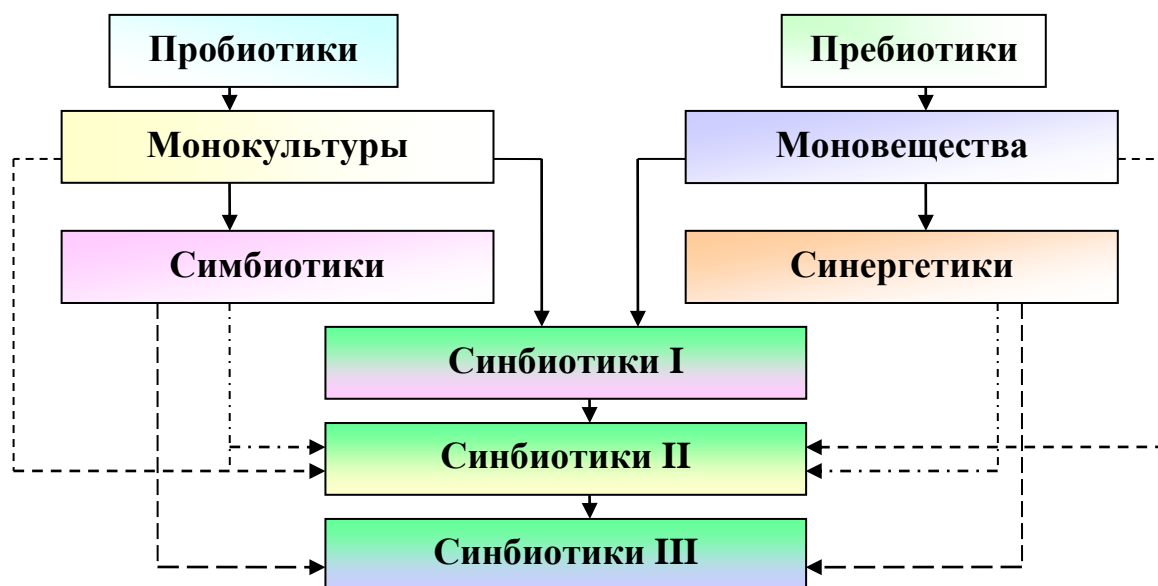 Пробиотики
Пребиотики
Монокультуры
Моновещества
Симбиотики
Синергетики
Синбиотики I
Синбиотики II
Синбиотики III